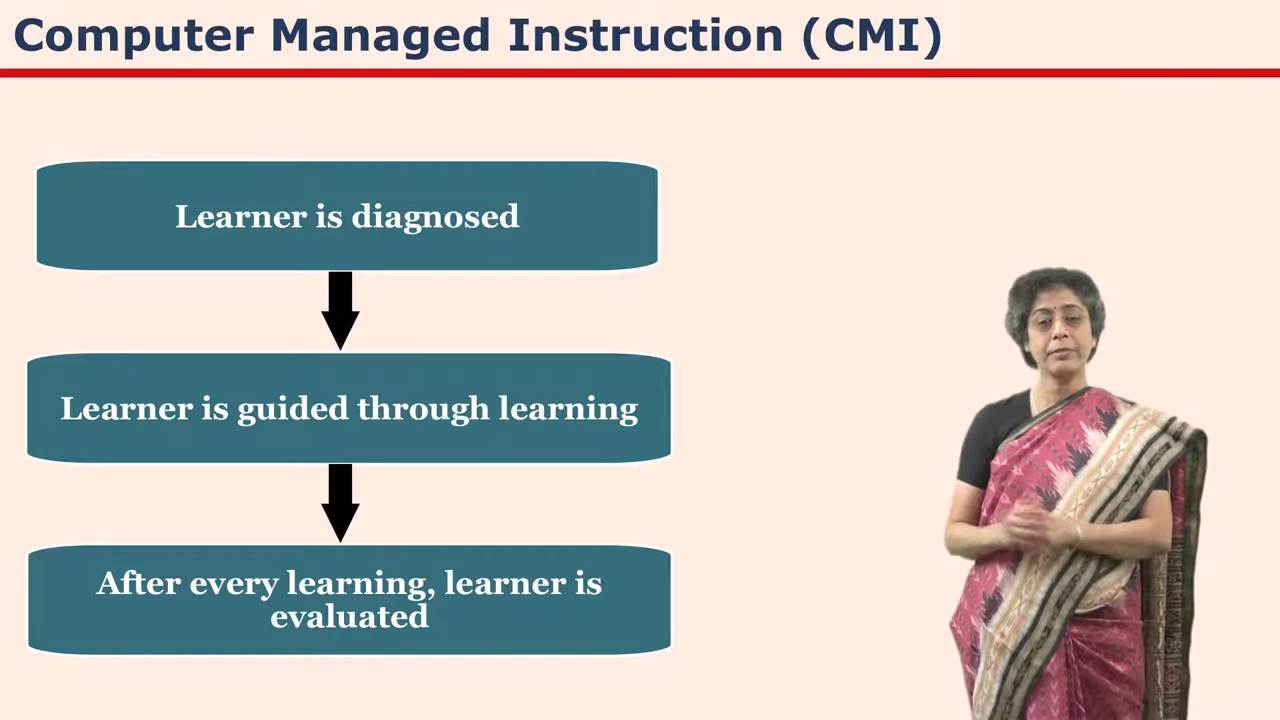 Computer Managed Instruction (CMI)
Learner is diagnosed
Learner is guided through learning
After every learning, learner is
evaluated